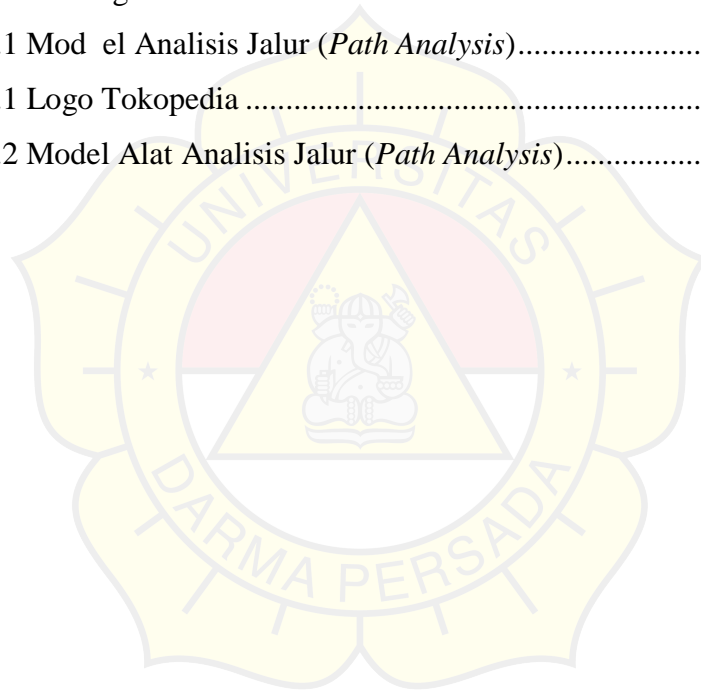 .1 Mod el Analisis Jalur (Path Analysis).......................
.1 Logo Tokopedia .........................................................
.2 Model Alat Analisis Jalur (Path Analysis).................
UNIVERSITAS
DARMA PERSADA